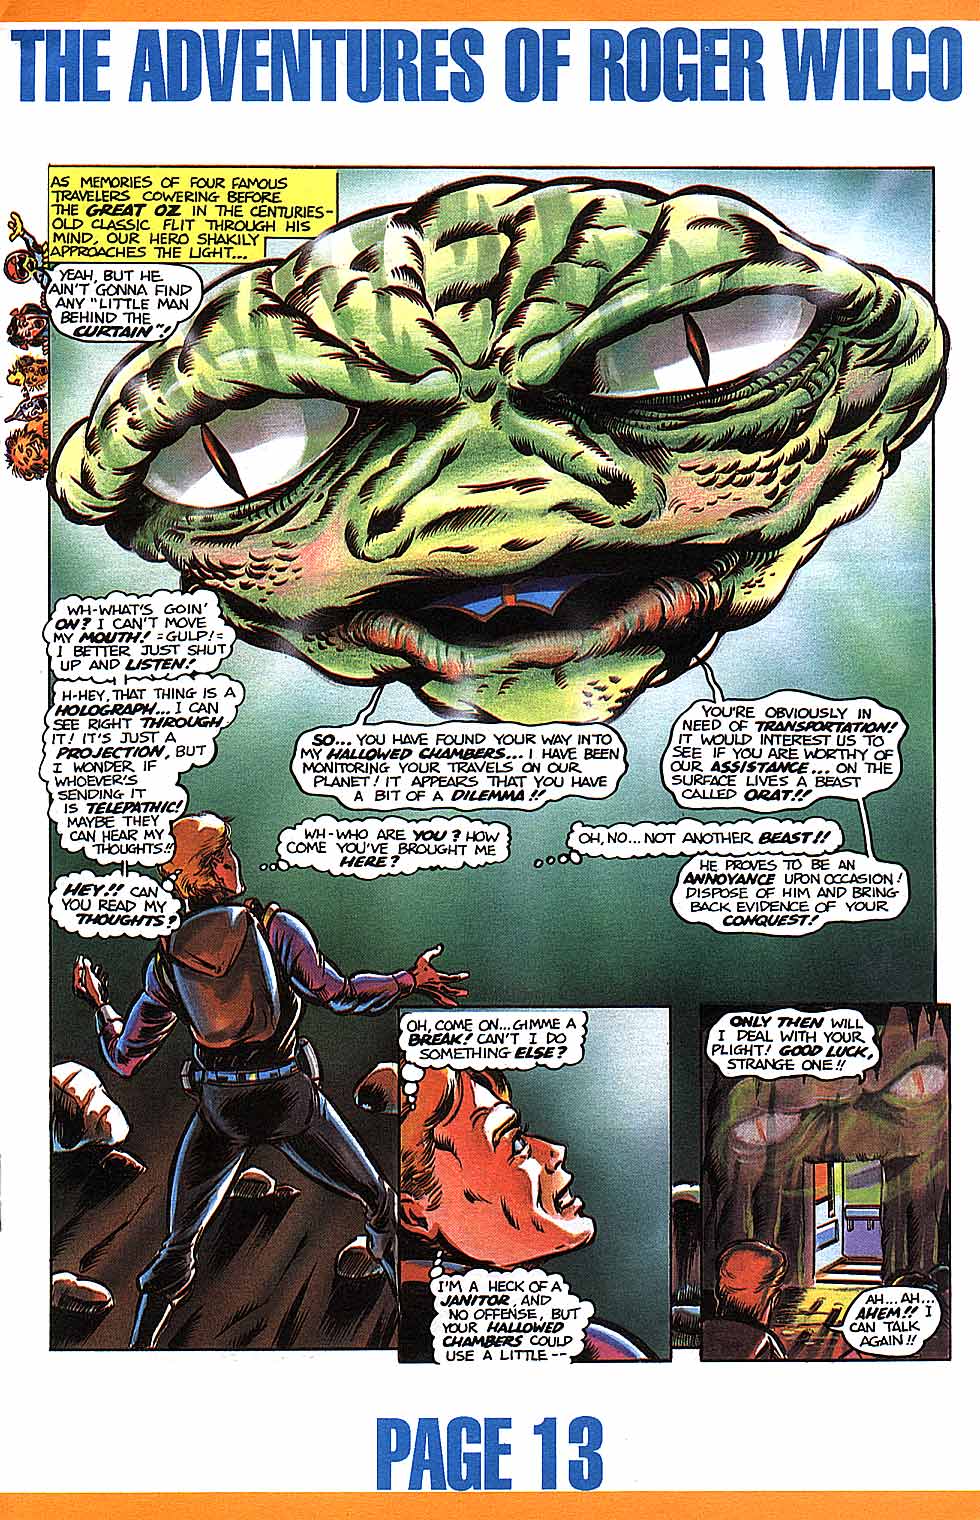 THE ADVENTURES OF ROGER WILCO
AS MEMORIES OF FOUR FAMOUS
TRAVELERS COWERING BEFORE
THE GREAT OZ IN THE CENTURIES-
OLD CLASSIC FLIT THROUGH HIS
MIND, OUR HERO SHAKILY
APPROACHES THE LIGHT...
YEAH, BUT HE
AIN'T GONNA FIND
ANY "LITTLE MAN
BEHIND THE
CURTAIN"!
WH-WHAT'S GOIN'
ON? I CAN'T MOVE
MY MOUTH! =GULP!=
I BETTER JUST SHUT
UP AND LISTEN!
H-HEY, THAT THING IS A
HOLOGRAPH... I CAN
SEE RIGHT THROUGH
IT! IT'S JUST A
PROJECTION, BUT
I WONDER IF
WHOEVER'S
SENDING IT
IS TELEPATHIC!
MAYBE THEY
CAN HEAR MY
THOUGHTS!!
HEY!! CAN
YOU READ MY
THOUGHTS?
SO... YOU HAVE FOUND YOUR WAY INTO
MY HALLOWED CHAMBERS... I HAVE BEEN
MONITORING YOUR TRAVELS ON OUR
PLANET! IT APPEARS THAT YOU HAVE
A BIT OF A DILEMMA!!
WH-WHO ARE YOU? HOW
COME YOU'VE BROUGHT ME
HERE?
YOU'RE OBVIOUSLY IN
NEED OF TRANSPORTATION!
IT WOULD INTEREST US TO
SEE IF YOU ARE WORTHY OF
OUR ASSISTANCE... ON THE
SURFACE LIVES A BEAST
CALLED ORAT!!
OH, NO... NOT ANOTHER BEAST!!
HE PROVES TO BE AN
ANNOYANCE UPON OCCASION!
DISPOSE OF HIM AND BRING
BACK EVIDENCE OF YOUR
CONQUEST!
OH, COME ON...GIMME A
BREAK! CAN'T I DO
SOMETHING ELSE?
I'M A HECK OF A
JANITOR, AND
NO OFFENSE, BUT
YOUR HALLOWED
CHAMBERS COULD
USE A LITTLE--
ONLY THEN WILL
I DEAL WITH YOUR
PLIGHT! GOOD LUCK,
STRANGE ONE!!
AH... AH...
AHEM!! I
CAN TALK
AGAIN!!
PAGE 13